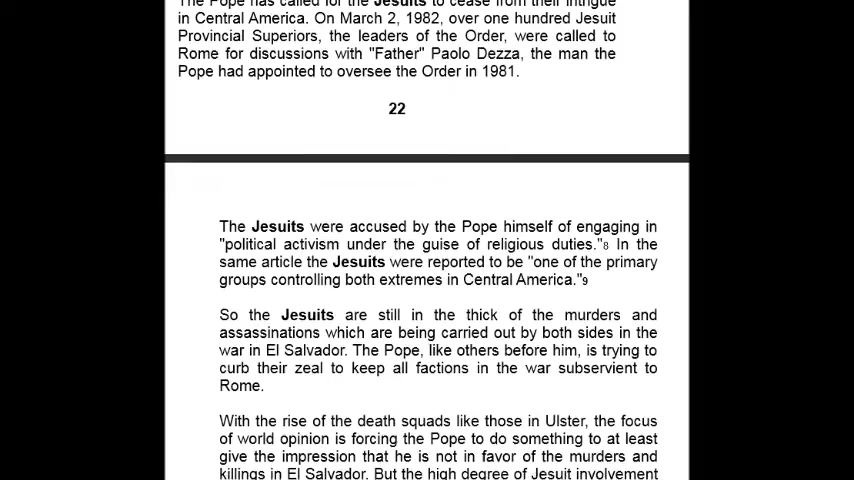 The Pope has called for the Jesuits to cease from their intrigue
in Central America. On March 2, 1982, over one hundred Jesuit
Provincial Superiors, the leaders of the Order, were called to
Rome for discussions with "Father" Paolo Dezza, the man the
Pope had appointed to oversee the Order in 1981.
22
The Jesuits were accused by the Pope himself of engaging in
"political activism under the guise of religious duties."8 In the
same article the Jesuits were reported to be "one of the primary
groups controlling both extremes in Central America."9
So the Jesuits are still in the thick of the murders and
assassinations which are being carried out by both sides in the
war in El Salvador. The Pope, like others before him, is trying to
curb their zeal to keep all factions in the war subservient to
Rome.
With the rise of the death squads like those in Ulster, the focus
of world opinion is forcing the Pope to do something to at least
give the impression that he is not in favor of the murders and
killings in El Salvador. But the high degree of Jesuit involvement